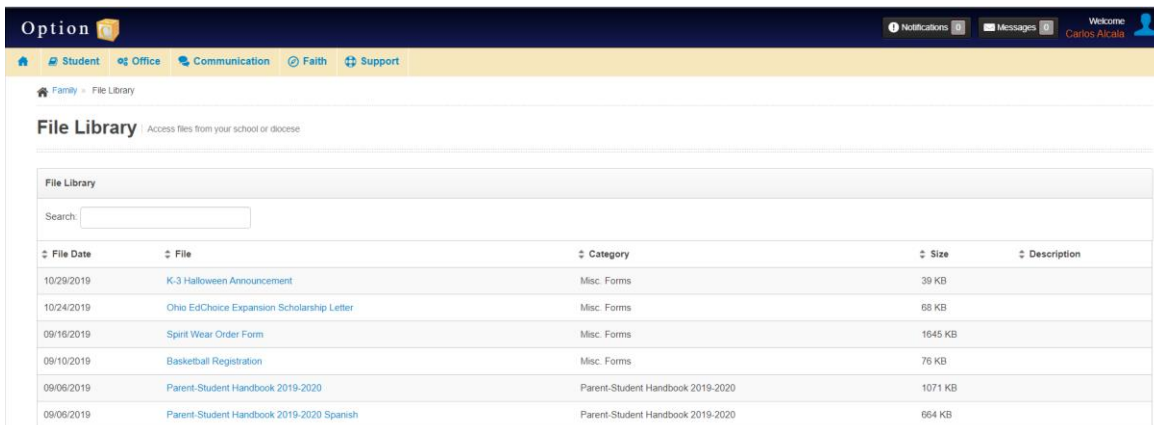 Option
Notifications 0 Messages 0 Welcome Carlos Alcala
Student Office Communication Faith Support
Family » File Library
File Library Access files from your school or diocese
File Library
Search:
File Date File Category Size Description
10/29/2019 K-3 Halloween Announcement Misc. Forms 39 KB
10/24/2019 Ohio EdChoice Expansion Scholarship Letter Misc. Forms 68 KB
09/16/2019 Spirit Wear Order Form Misc. Forms 1645 KB
09/10/2019 Basketball Registration Misc. Forms 76 KB
09/06/2019 Parent-Student Handbook 2019-2020 Parent-Student Handbook 2019-2020 1071 KB
09/06/2019 Parent-Student Handbook 2019-2020 Spanish Parent-Student Handbook 2019-2020 664 KB